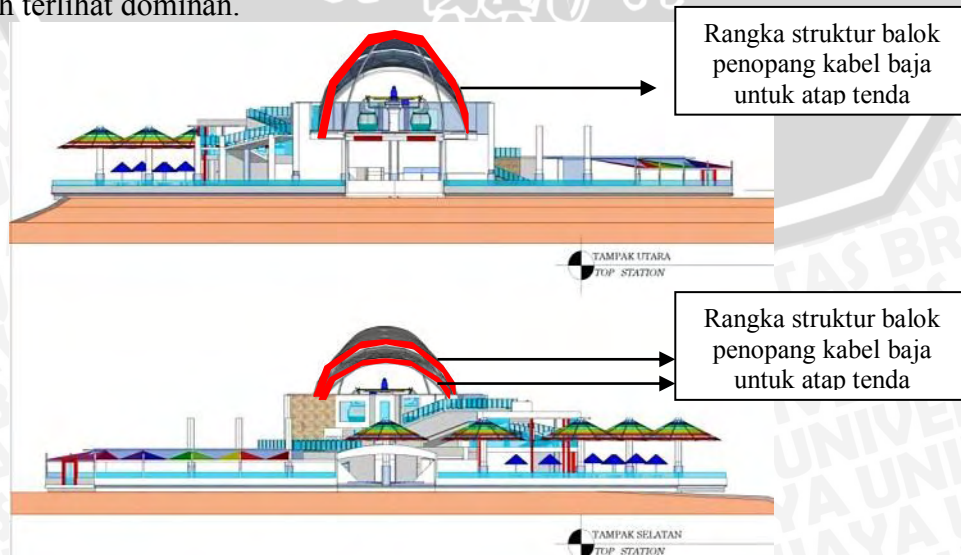 terlihat dominan.
Rangka struktur balok
penopang kabel baja
untuk atap tenda
TAMPAK UTARA
TOP STATION
Rangka struktur balok
penopang kabel baja
untuk atap tenda
TAMPAK SELATAN
TOP STATION